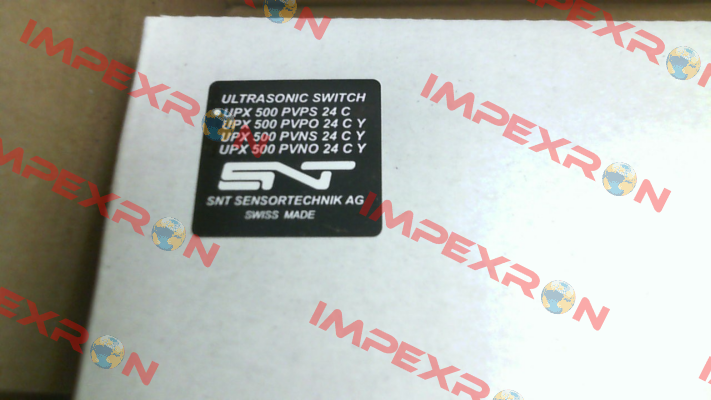 ULTRASONIC SWITCH
UPX 500 PVPS 24 C
UPX 500 PVPO 24 C Y
UPX 500 PVNS 24 C Y
UPX 500 PVNO 24 C Y
SNT
SNT SENSORTECHNIK AG
SWISS MADE
IMPEXRON
IMPEXRON
IMPEXRON
IMPEXRON
IMPEXRON
IMPEXRON
IMPEXRON